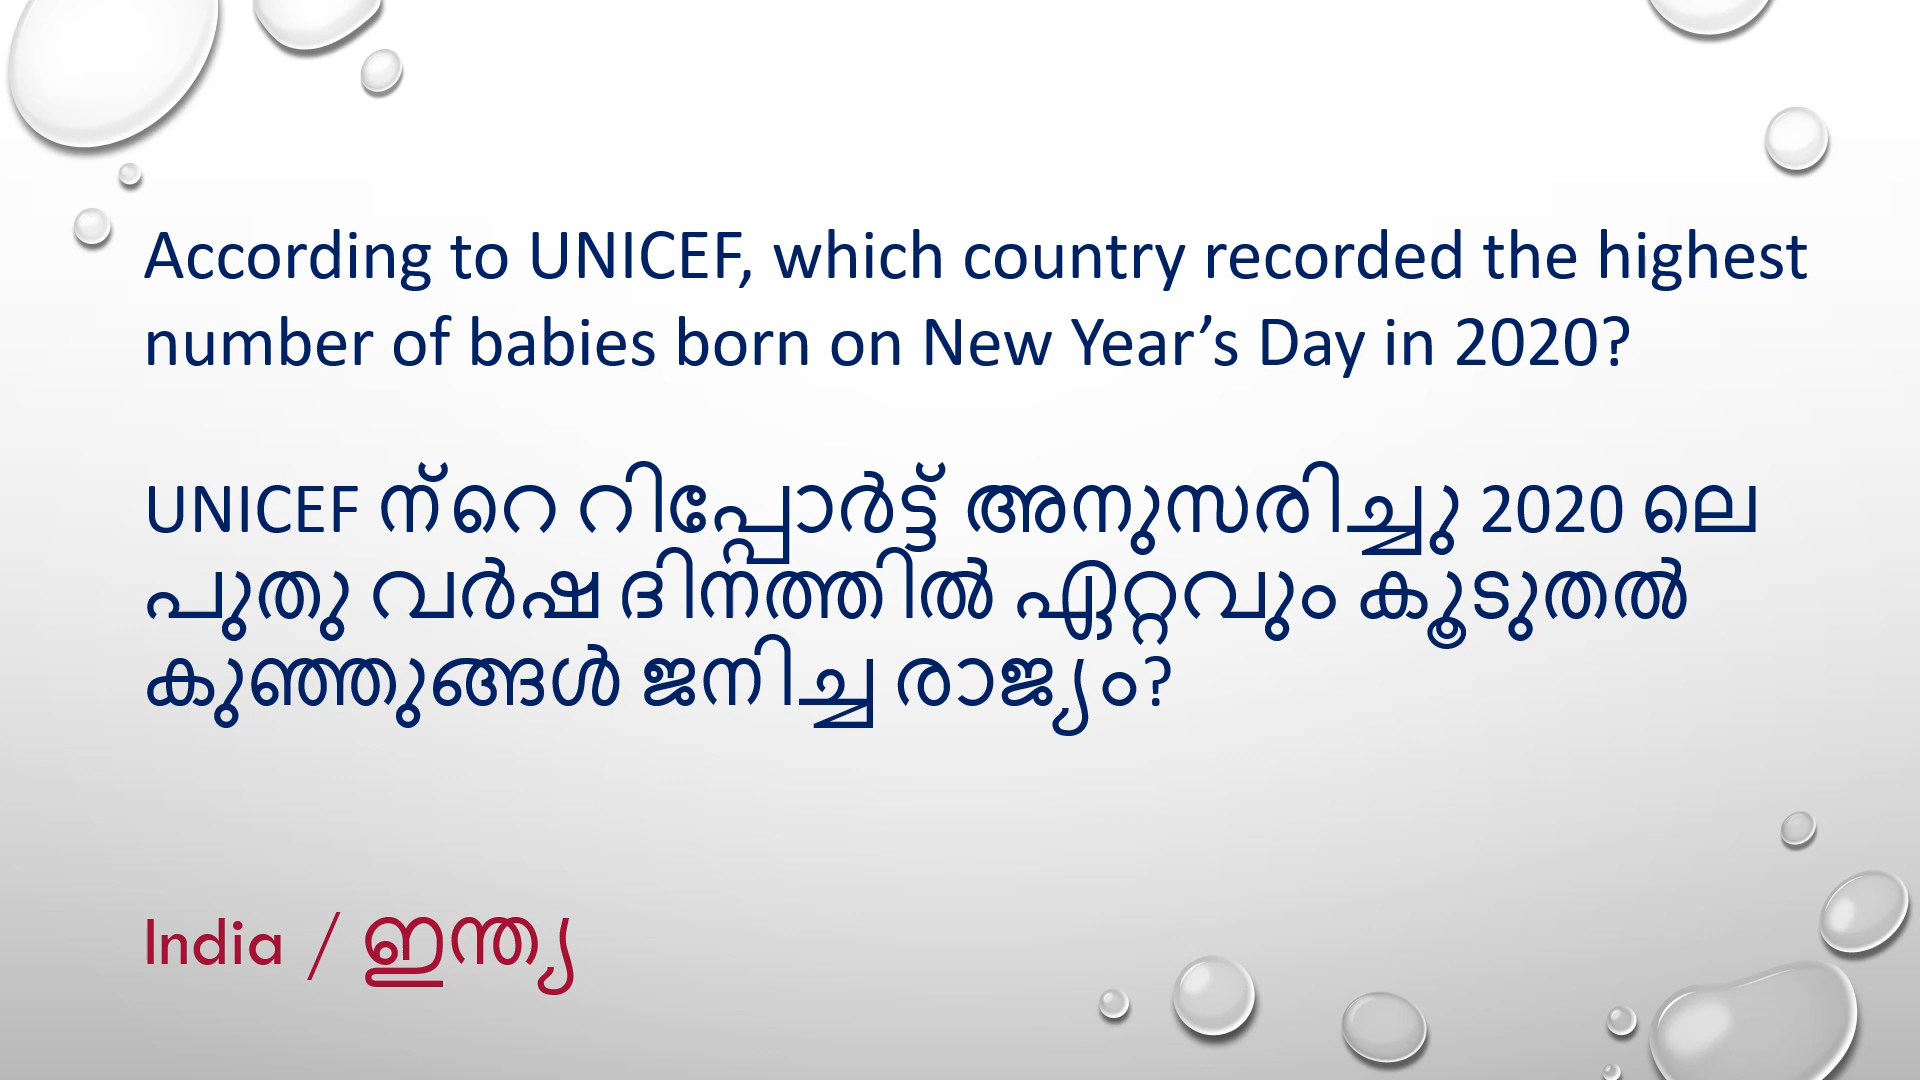 According to UNICEF, which country recorded the highest
number of babies born on New Year’s Day in 2020?
UNICEF ന്റെ റിപ്പോർട്ട് അനുസരിച്ചു 2020 ലെ
പുതു വർഷ ദിനത്തിൽ ഏറ്റവും കൂടുതൽ
കുഞ്ഞുങ്ങൾ ജനിച്ച രാജ്യം?
India / ഇന്ത്യ